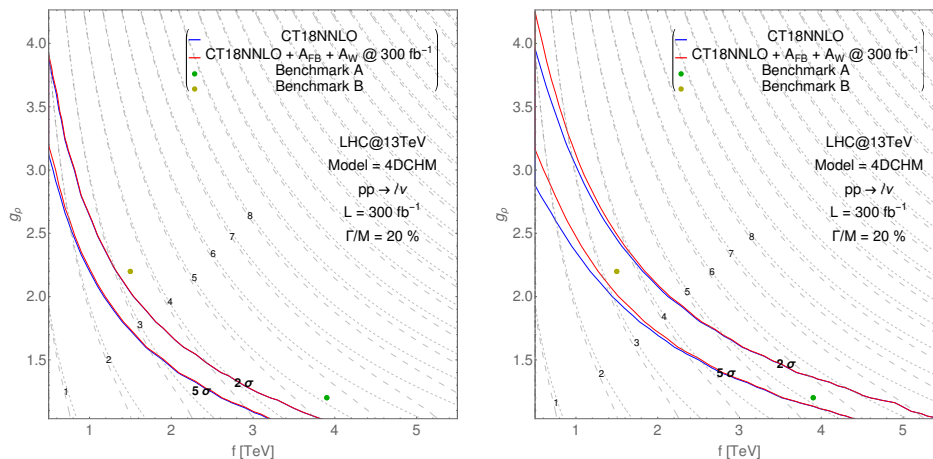 CT18NNLO
CT18NNLO + A_FB + A_W @ 300 fb⁻¹
Benchmark A
Benchmark B
LHC@13TeV
Model = 4DCHM
pp → lν
L = 300 fb⁻¹
Γ/M = 20 %
4.0
3.5
3.0
2.5
2.0
1.5
g_ρ
8
7
6
5
4
3
2
1
2 σ
5 σ
1 2 3 4 5
f [TeV]
CT18NNLO
CT18NNLO + A_FB + A_W @ 300 fb⁻¹
Benchmark A
Benchmark B
LHC@13TeV
Model = 4DCHM
pp → lν
L = 300 fb⁻¹
Γ/M = 20 %
4.0
3.5
3.0
2.5
2.0
1.5
g_ρ
8
7
6
5
4
3
2
1
2 σ
5 σ
1 2 3 4 5
f [TeV]